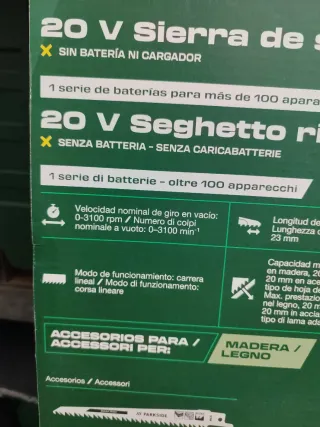 20 V Sierra de s
SIN BATERÍA NI CARGADOR
1 serie de baterías para más de 100 apara
20 V Seghetto ri
SENZA BATTERIA - SENZA CARICABATTERIE
1 serie di batterie - oltre 100 apparecchi
Velocidad nominal de giro en vacío:
0-3100 rpm / Numero di colpi
nominale a vuoto: 0-3100 min⁻¹
Longitud de
Lunghezza c
23 mm
Modo de funcionamiento: carrera
lineal / Modo di funzionamento:
corsa lineare
Capacidad m
en madera, 20
20 mm en ace
tipo de hoja de
Max. prestazion
nel legno, 20 m
20 mm in acciai
tipo di lama ada
ACCESORIOS PARA /
ACCESSORI PER:
MADERA /
LEGNO
Accesorios / Accessori
PARKSIDE